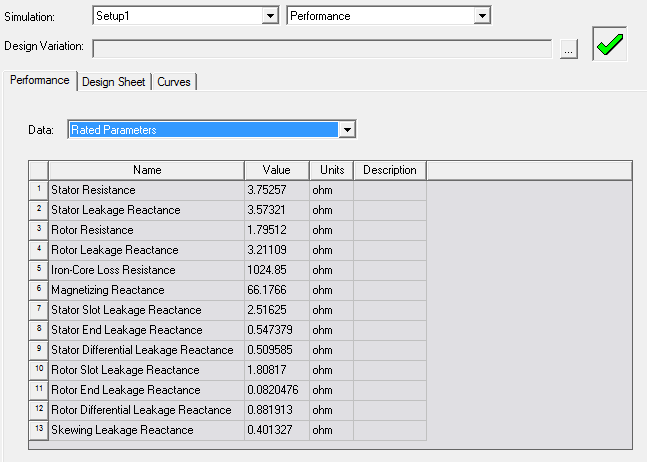 Simulation: Setup1 Performance
Design Variation: ...
Performance Design Sheet Curves
Data: Rated Parameters
Name Value Units Description
1 Stator Resistance 3.75257 ohm
2 Stator Leakage Reactance 3.57321 ohm
3 Rotor Resistance 1.79512 ohm
4 Rotor Leakage Reactance 3.21109 ohm
5 Iron-Core Loss Resistance 1024.85 ohm
6 Magnetizing Reactance 66.1766 ohm
7 Stator Slot Leakage Reactance 2.51625 ohm
8 Stator End Leakage Reactance 0.547379 ohm
9 Stator Differential Leakage Reactance 0.509585 ohm
10 Rotor Slot Leakage Reactance 1.80817 ohm
11 Rotor End Leakage Reactance 0.0820476 ohm
12 Rotor Differential Leakage Reactance 0.881913 ohm
13 Skewing Leakage Reactance 0.401327 ohm